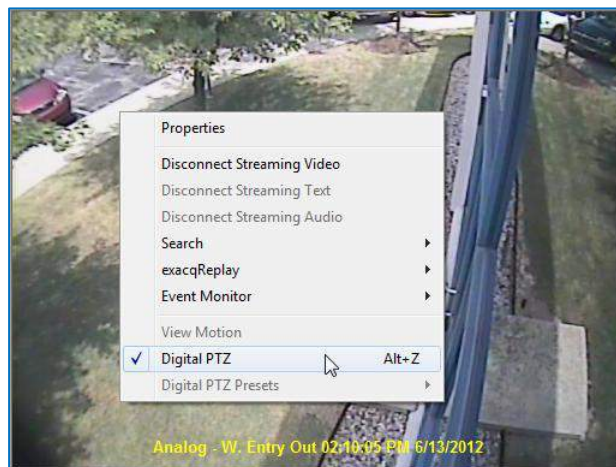 Properties
Disconnect Streaming Video
Disconnect Streaming Text
Disconnect Streaming Audio
Search
exacqReplay
Event Monitor
View Motion
Digital PTZ Alt+Z
Digital PTZ Presets
Analog - W. Entry Out 02:10:05 PM 6/13/2012